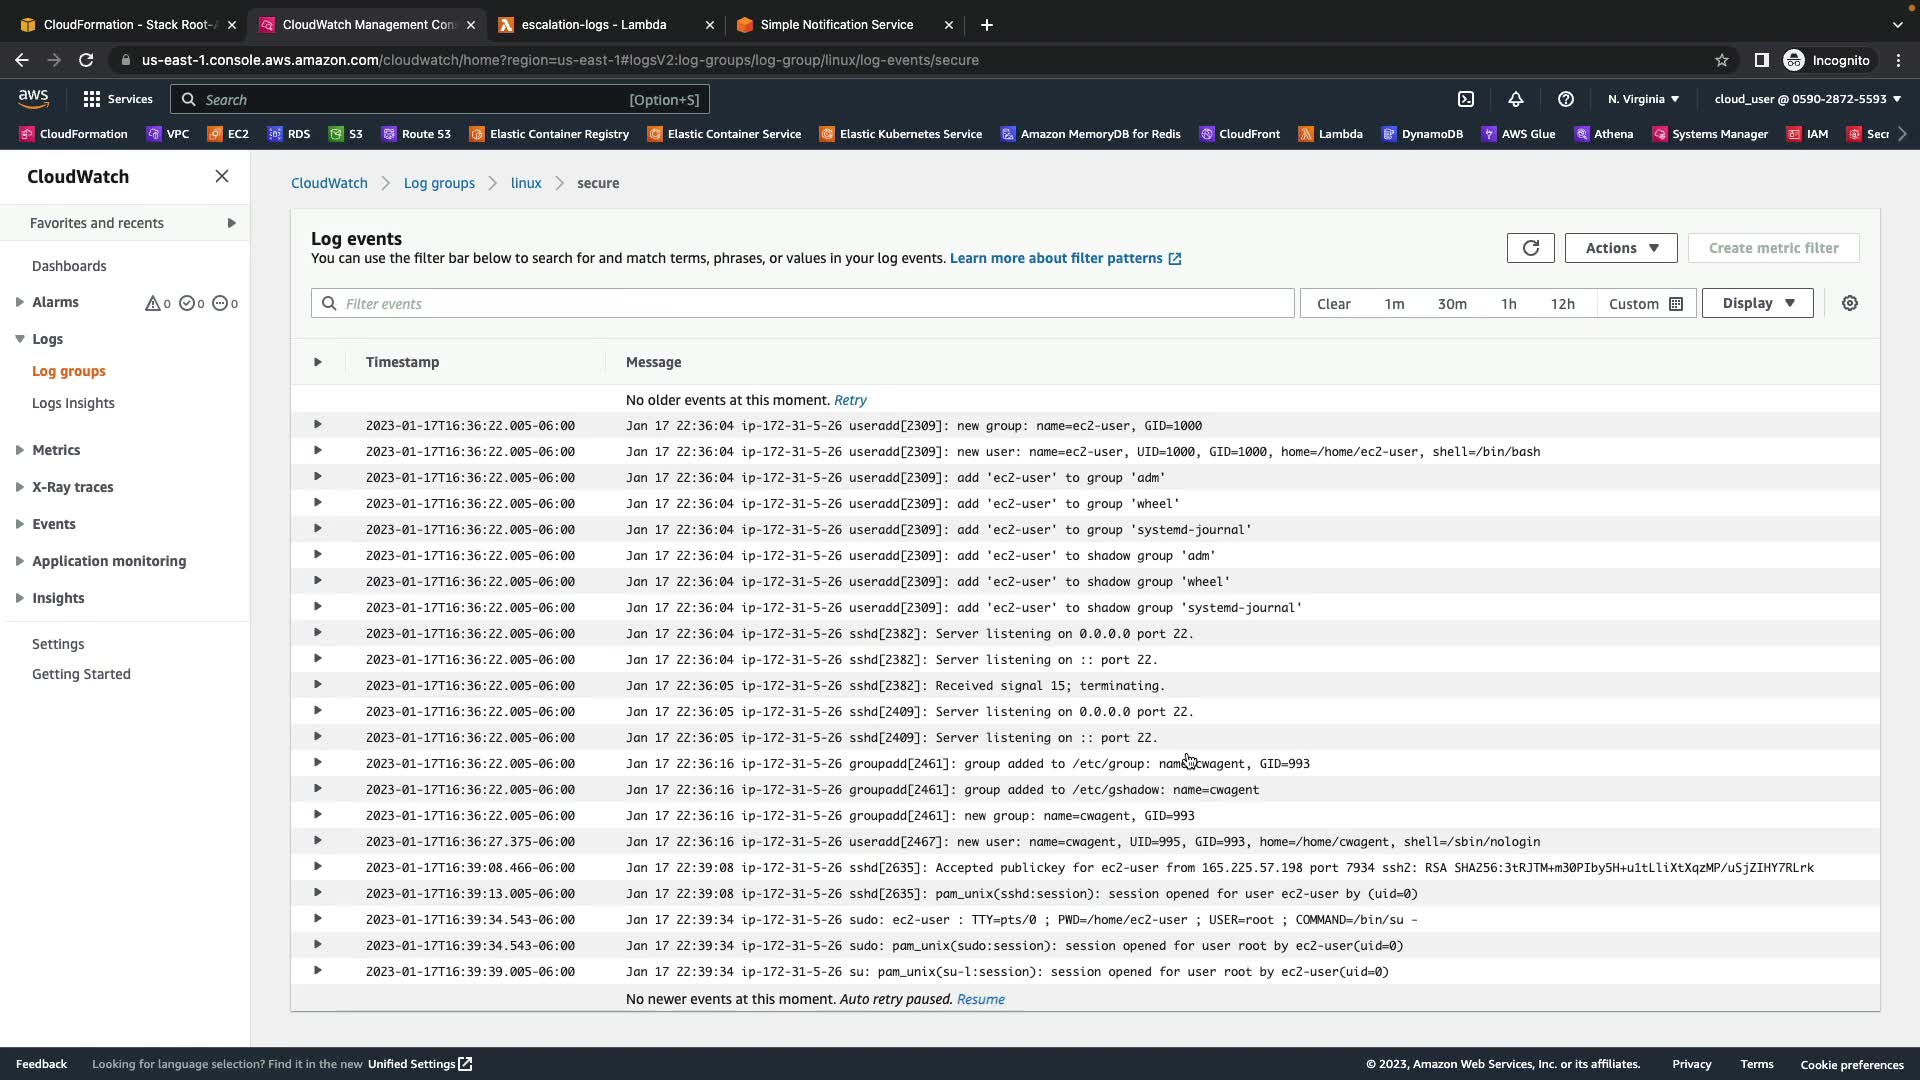 CloudFormation - Stack Root-
CloudWatch Management Con
escalation-logs - Lambda
Simple Notification Service
us-east-1.console.aws.amazon.com/cloudwatch/home?region=us-east-1#logsV2:log-groups/log-group/linux/log-events/secure
Incognito
aws
Services
Search
[Option+S]
N. Virginia
cloud_user @ 0590-2872-5593
CloudFormation
VPC
EC2
RDS
S3
Route 53
Elastic Container Registry
Elastic Container Service
Elastic Kubernetes Service
Amazon MemoryDB for Redis
CloudFront
Lambda
DynamoDB
AWS Glue
Athena
Systems Manager
IAM
Secr
CloudWatch
Favorites and recents
Dashboards
Alarms 0 0 0
Logs
Log groups
Logs Insights
Metrics
X-Ray traces
Events
Application monitoring
Insights
Settings
Getting Started
CloudWatch Log groups linux secure
Log events
You can use the filter bar below to search for and match terms, phrases, or values in your log events. Learn more about filter patterns
Actions
Create metric filter
Filter events
Clear 1m 30m 1h 12h Custom
Display
Timestamp Message
No older events at this moment. Retry
2023-01-17T16:36:22.005-06:00 Jan 17 22:36:04 ip-172-31-5-26 useradd[2309]: new group: name=ec2-user, GID=1000
2023-01-17T16:36:22.005-06:00 Jan 17 22:36:04 ip-172-31-5-26 useradd[2309]: new user: name=ec2-user, UID=1000, GID=1000, home=/home/ec2-user, shell=/bin/bash
2023-01-17T16:36:22.005-06:00 Jan 17 22:36:04 ip-172-31-5-26 useradd[2309]: add 'ec2-user' to group 'adm'
2023-01-17T16:36:22.005-06:00 Jan 17 22:36:04 ip-172-31-5-26 useradd[2309]: add 'ec2-user' to group 'wheel'
2023-01-17T16:36:22.005-06:00 Jan 17 22:36:04 ip-172-31-5-26 useradd[2309]: add 'ec2-user' to group 'systemd-journal'
2023-01-17T16:36:22.005-06:00 Jan 17 22:36:04 ip-172-31-5-26 useradd[2309]: add 'ec2-user' to shadow group 'adm'
2023-01-17T16:36:22.005-06:00 Jan 17 22:36:04 ip-172-31-5-26 useradd[2309]: add 'ec2-user' to shadow group 'wheel'
2023-01-17T16:36:22.005-06:00 Jan 17 22:36:04 ip-172-31-5-26 useradd[2309]: add 'ec2-user' to shadow group 'systemd-journal'
2023-01-17T16:36:22.005-06:00 Jan 17 22:36:04 ip-172-31-5-26 sshd[2382]: Server listening on 0.0.0.0 port 22.
2023-01-17T16:36:22.005-06:00 Jan 17 22:36:04 ip-172-31-5-26 sshd[2382]: Server listening on :: port 22.
2023-01-17T16:36:22.005-06:00 Jan 17 22:36:05 ip-172-31-5-26 sshd[2382]: Received signal 15; terminating.
2023-01-17T16:36:22.005-06:00 Jan 17 22:36:05 ip-172-31-5-26 sshd[2409]: Server listening on 0.0.0.0 port 22.
2023-01-17T16:36:22.005-06:00 Jan 17 22:36:05 ip-172-31-5-26 sshd[2409]: Server listening on :: port 22.
2023-01-17T16:36:22.005-06:00 Jan 17 22:36:16 ip-172-31-5-26 groupadd[2461]: group added to /etc/group: name=cwagent, GID=993
2023-01-17T16:36:22.005-06:00 Jan 17 22:36:16 ip-172-31-5-26 groupadd[2461]: group added to /etc/gshadow: name=cwagent
2023-01-17T16:36:22.005-06:00 Jan 17 22:36:16 ip-172-31-5-26 groupadd[2461]: new group: name=cwagent, GID=993
2023-01-17T16:36:27.375-06:00 Jan 17 22:36:16 ip-172-31-5-26 useradd[2467]: new user: name=cwagent, UID=995, GID=993, home=/home/cwagent, shell=/sbin/nologin
2023-01-17T16:39:08.466-06:00 Jan 17 22:39:08 ip-172-31-5-26 sshd[2635]: Accepted publickey for ec2-user from 165.225.57.198 port 7934 ssh2: RSA SHA256:3tRJTM+m30PIby5H+u1tLliXtXqzMP/uSjZIHY7RLrk
2023-01-17T16:39:13.005-06:00 Jan 17 22:39:08 ip-172-31-5-26 sshd[2635]: pam_unix(sshd:session): session opened for user ec2-user by (uid=0)
2023-01-17T16:39:34.543-06:00 Jan 17 22:39:34 ip-172-31-5-26 sudo: ec2-user : TTY=pts/0 ; PWD=/home/ec2-user ; USER=root ; COMMAND=/bin/su -
2023-01-17T16:39:34.543-06:00 Jan 17 22:39:34 ip-172-31-5-26 sudo: pam_unix(sudo:session): session opened for user root by ec2-user(uid=0)
2023-01-17T16:39:39.005-06:00 Jan 17 22:39:34 ip-172-31-5-26 su: pam_unix(su-l:session): session opened for user root by ec2-user(uid=0)
No newer events at this moment. Auto retry paused. Resume
Feedback
Looking for language selection? Find it in the new Unified Settings
© 2023, Amazon Web Services, Inc. or its affiliates.
Privacy
Terms
Cookie preferences